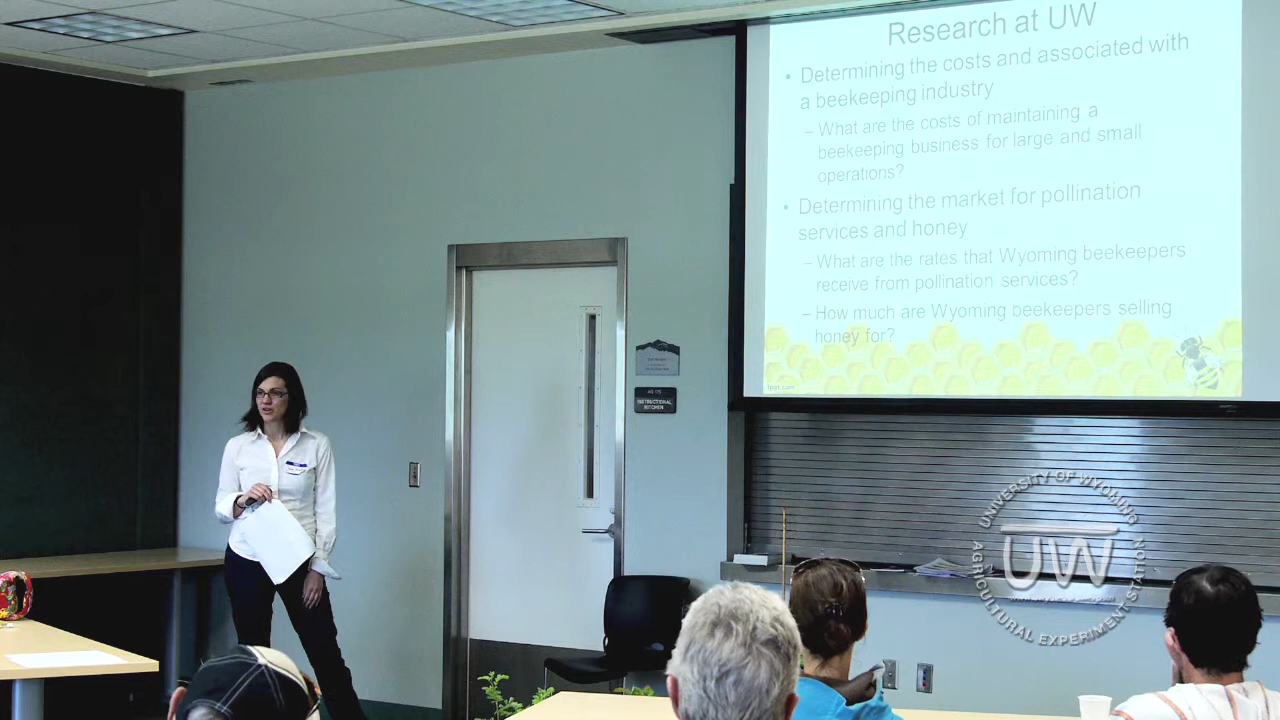 Research at UW
• Determining the costs and associated with
a beekeeping industry
– What are the costs of maintaining a
beekeeping business for large and small
operations?
• Determining the market for pollination
services and honey
– What are the rates that Wyoming beekeepers
receive from pollination services?
– How much are Wyoming beekeepers selling
honey for?
INSTRUCTIONAL
KITCHEN
UNIVERSITY OF WYOMING
UW
AGRICULTURAL EXPERIMENT STATION